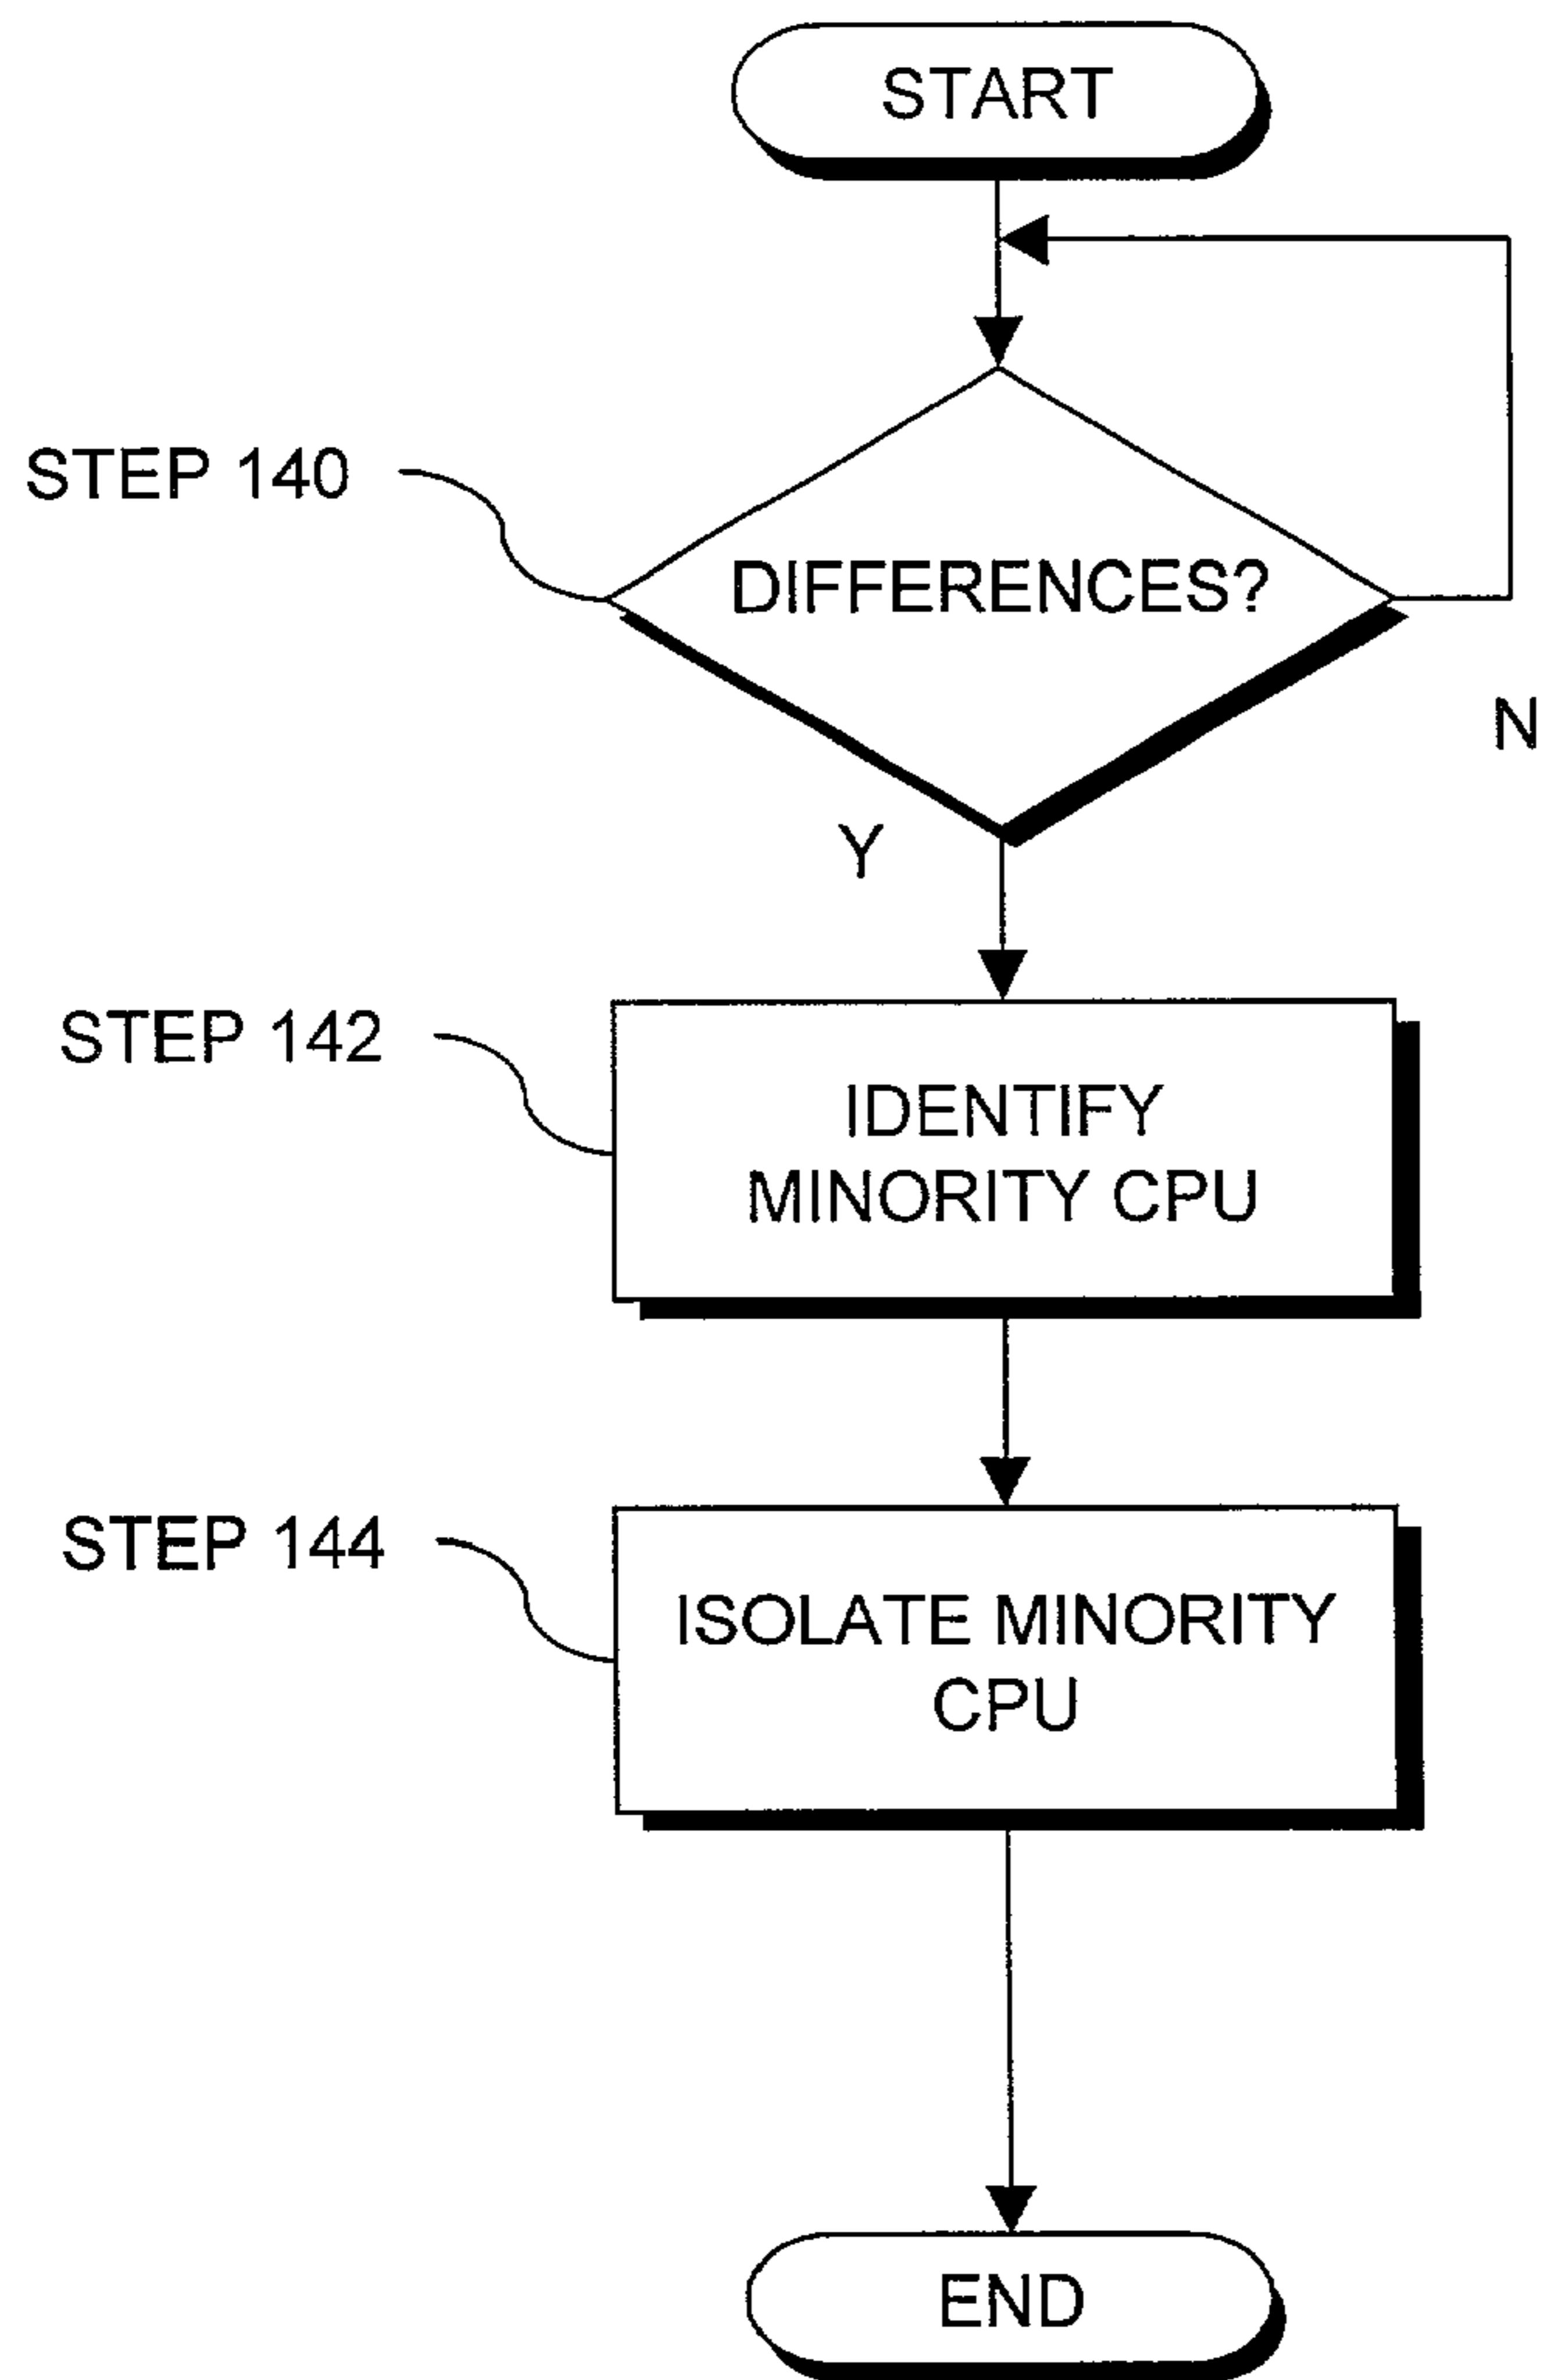 START
STEP 140
DIFFERENCES?
N
Y
STEP 142
IDENTIFY
MINORITY CPU
STEP 144
ISOLATE MINORITY
CPU
END